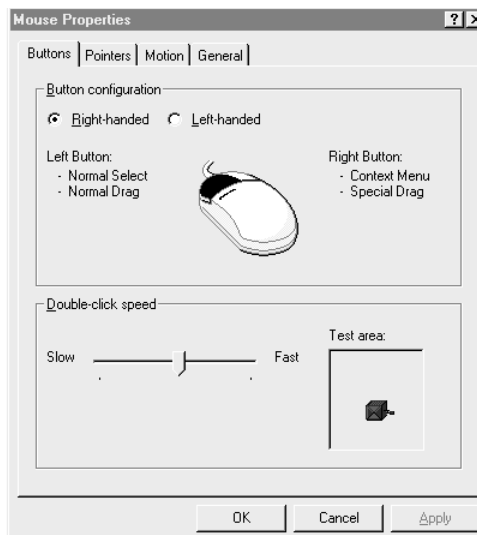 Mouse Properties
Buttons Pointers Motion General
Button configuration
Right-handed Left-handed
Left Button:
- Normal Select
- Normal Drag
Right Button:
- Context Menu
- Special Drag
Double-click speed
Slow Fast
Test area:
OK Cancel Apply